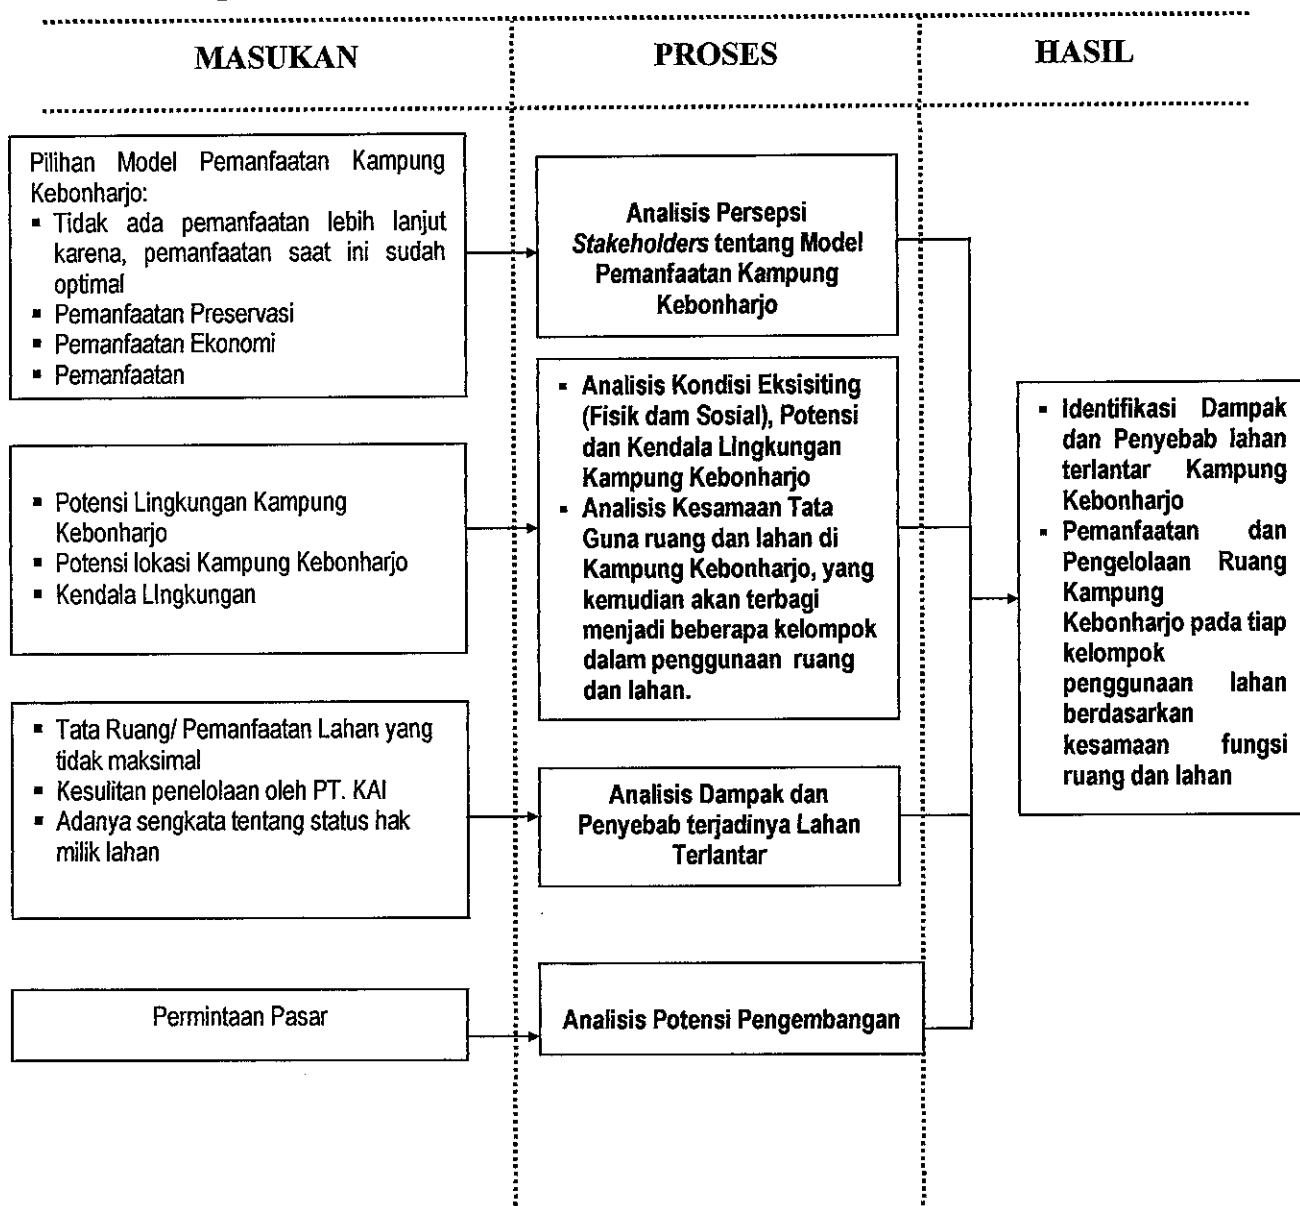 MASUKAN
PROSES
HASIL
Pilihan Model Pemanfaatan Kampung
Kebonharjo:
▪ Tidak ada pemanfaatan lebih lanjut
karena, pemanfaatan saat ini sudah
optimal
▪ Pemanfaatan Preservasi
▪ Pemanfaatan Ekonomi
▪ Pemanfaatan
▪ Potensi Lingkungan Kampung
Kebonharjo
▪ Potensi lokasi Kampung Kebonharjo
▪ Kendala LIngkungan
▪ Tata Ruang/ Pemanfaatan Lahan yang
tidak maksimal
▪ Kesulitan penelolaan oleh PT. KAI
▪ Adanya sengkata tentang status hak
milik lahan
Permintaan Pasar
Analisis Persepsi
Stakeholders tentang Model
Pemanfaatan Kampung
Kebonharjo
▪ Analisis Kondisi Eksisiting
(Fisik dam Sosial), Potensi
dan Kendala LIngkungan
Kampung Kebonharjo
▪ Analisis Kesamaan Tata
Guna ruang dan lahan di
Kampung Kebonharjo, yang
kemudian akan terbagi
menjadi beberapa kelompok
dalam penggunaan ruang
dan lahan.
Analisis Dampak dan
Penyebab terjadinya Lahan
Terlantar
Analisis Potensi Pengembangan
▪ Identifikasi Dampak
dan Penyebab lahan
terlantar Kampung
Kebonharjo
▪ Pemanfaatan dan
Pengelolaan Ruang
Kampung
Kebonharjo pada tiap
kelompok
penggunaan lahan
berdasarkan
kesamaan fungsi
ruang dan lahan